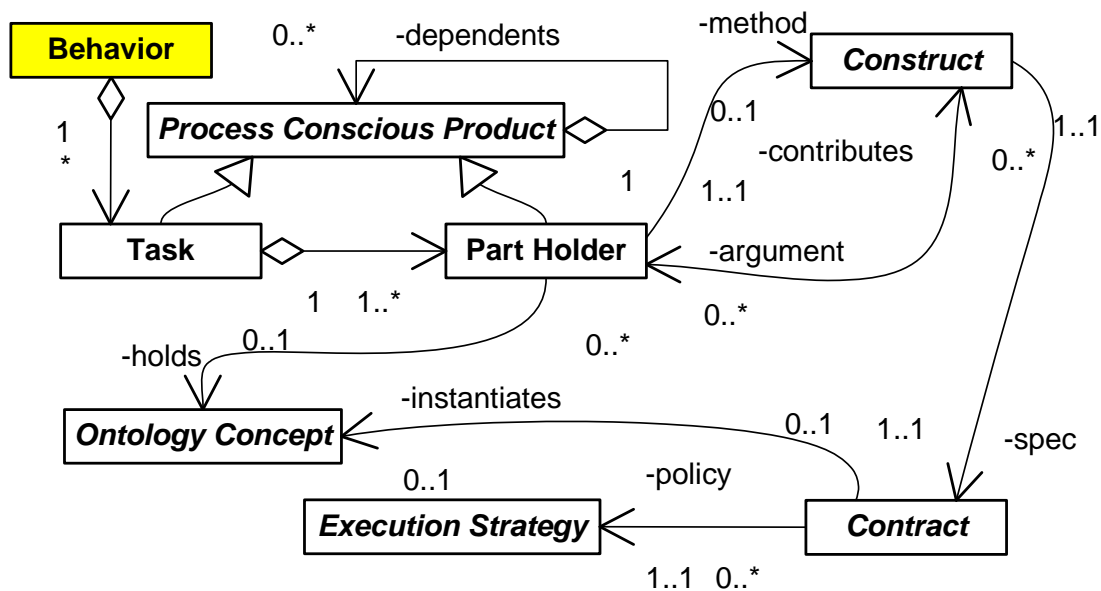 0..*
-dependents
-method
Behavior
Construct
Process Conscious Product
0..1
1
*
1..1
-contributes
0..*
1
1..1
Task
Part Holder
-argument
1
1..*
0..*
0..1
0..*
-holds
-instantiates
0..1
1..1
-spec
Ontology Concept
0..1
-policy
Execution Strategy
Contract
1..1
0..*